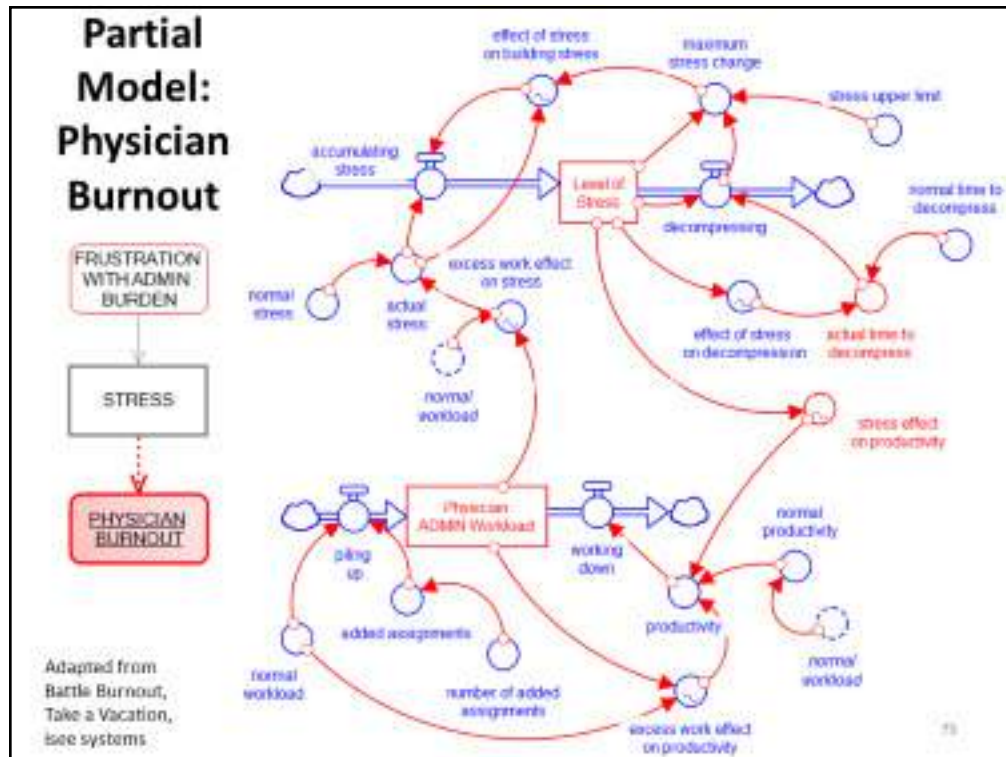 Partial
Model:
Physician
Burnout
FRUSTRATION
WITH ADMIN
BURDEN
STRESS
PHYSICIAN
BURNOUT
Adapted from
Battle Burnout,
Take a Vacation,
isee systems
effect of stress
on building stress
maximum
stress change
stress upper limit
accumulating
stress
Level of
Stress
decompressing
normal time to
decompress
normal
stress
actual
stress
excess work effect
on stress
normal
workload
effect of stress
on decompression
actual time to
decompress
stress effect
on productivity
Physician
ADMIN Workload
piling
up
working
down
normal
productivity
added assignments
productivity
normal
workload
normal
workload
number of added
assignments
excess work effect
on productivity